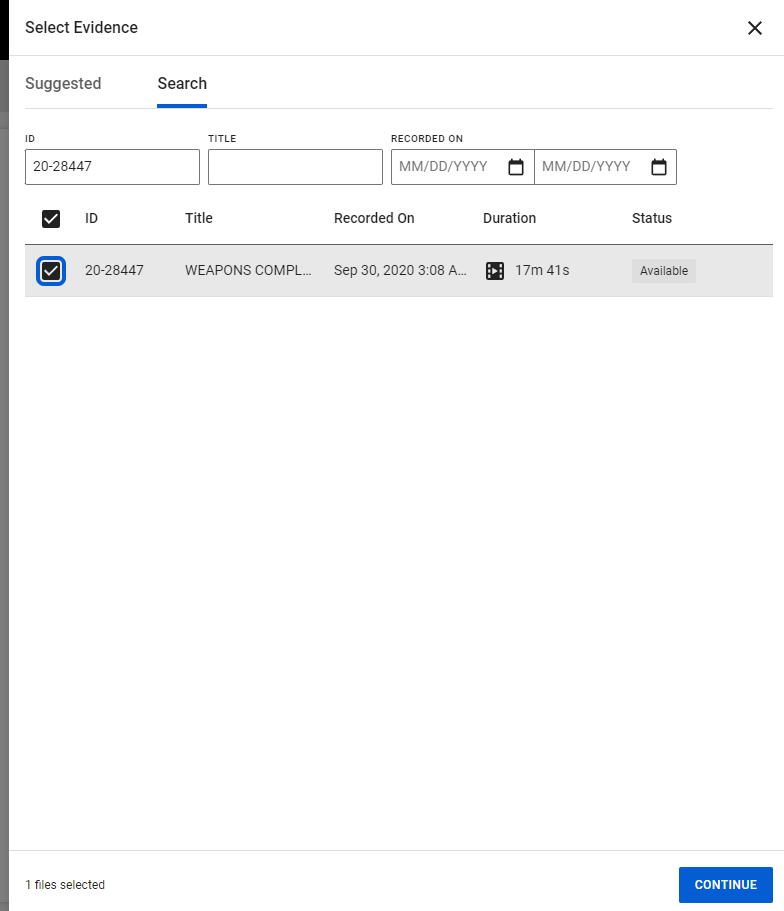 Select Evidence
Suggested Search
ID TITLE RECORDED ON
20-28447 MM/DD/YYYY MM/DD/YYYY
ID Title Recorded On Duration Status
20-28447 WEAPONS COMPL... Sep 30, 2020 3:08 A... 17m 41s Available
1 files selected CONTINUE